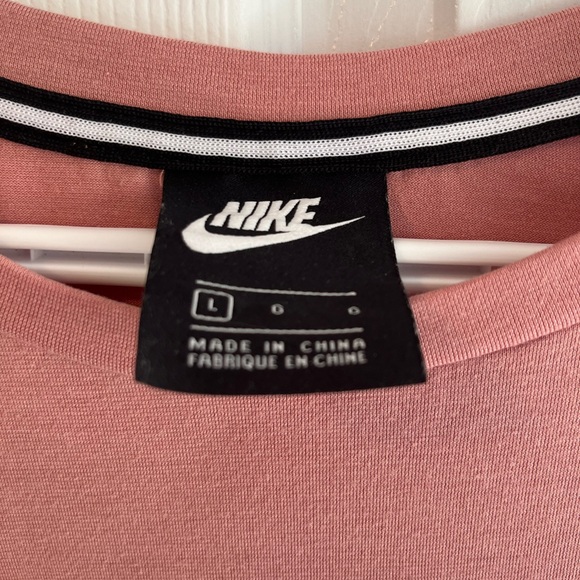 NIKE
L G G
MADE IN CHINA
FABRIQUE EN CHINE